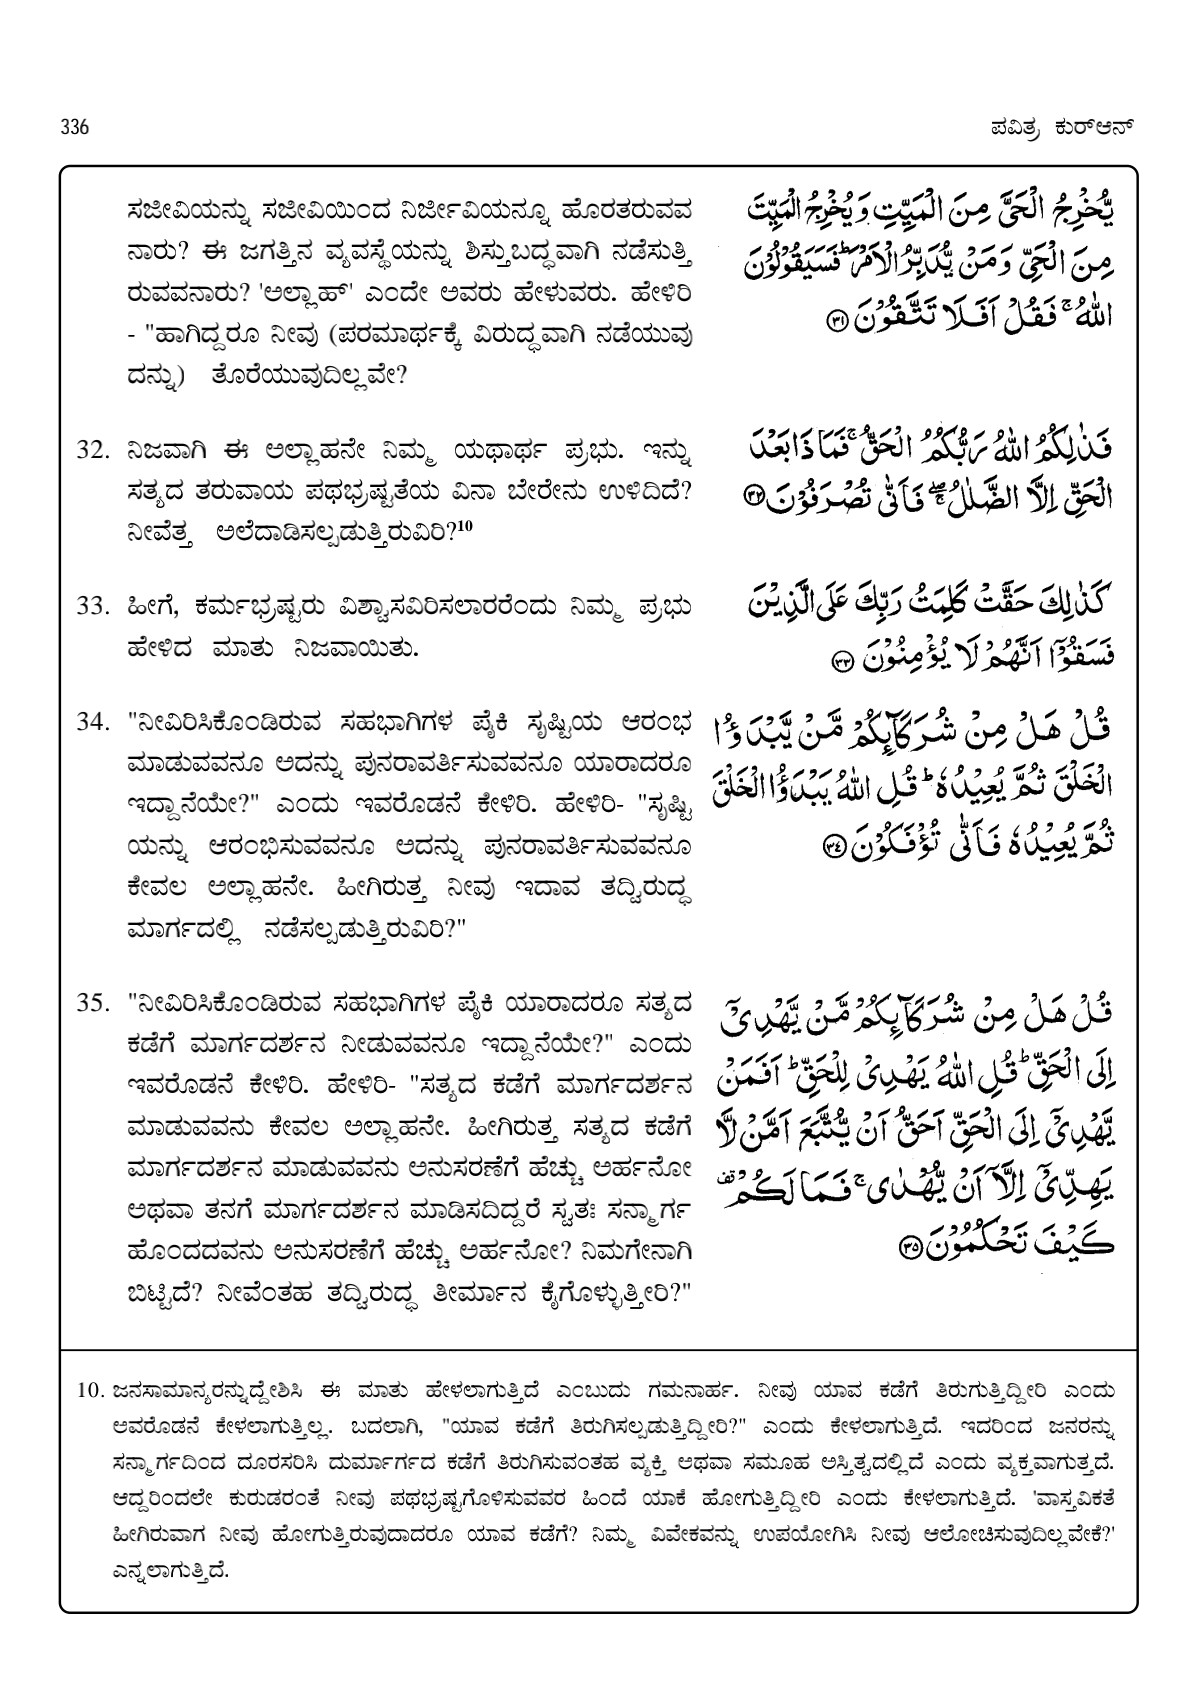 336
ಪವಿತ್ರ ಕುರ್‌ಆನ್
ಸಜೀವಿಯನ್ನು ಸಜೀವಿಯಿಂದ ನಿರ್ಜೀವಿಯನ್ನೂ ಹೊರತರುವವ
ನಾರು? ಈ ಜಗತ್ತಿನ ವ್ಯವಸ್ಥೆಯನ್ನು ಶಿಸ್ತುಬದ್ಧವಾಗಿ ನಡೆಸುತ್ತಿ
ರುವವನಾರು? 'ಅಲ್ಲಾಹ್' ಎಂದೇ ಅವರು ಹೇಳುವರು. ಹೇಳಿರಿ
- "ಹಾಗಿದ್ದರೂ ನೀವು (ಪರಮಾರ್ಥಕ್ಕೆ ವಿರುದ್ಧವಾಗಿ ನಡೆಯುವು
ದನ್ನು) ತೊರೆಯುವುದಿಲ್ಲವೇ?
يُّخْرِجُ الْحَيَّ مِنَ الْمَيِّتِ وَيُخْرِجُ الْمَيِّتَ
مِنَ الْحَيِّ وَمَنْ يُّدَبِّرُ الْاَمْرَ ؕ فَسَيَقُوْلُوْنَ
اللّٰهُ ۚ فَقُلْ اَفَلَا تَتَّقُوْنَ ۝۳۱
32. ನಿಜವಾಗಿ ಈ ಅಲ್ಲಾಹನೇ ನಿಮ್ಮ ಯಥಾರ್ಥ ಪ್ರಭು. ಇನ್ನು
ಸತ್ಯದ ತರುವಾಯ ಪಥಭ್ರಷ್ಟತೆಯ ವಿನಾ ಬೇರೇನು ಉಳಿದಿದೆ?
ನೀವೆತ್ತ ಅಲೆದಾಡಿಸಲ್ಪಡುತ್ತಿರುವಿರಿ?10
فَذٰلِكُمُ اللّٰهُ رَبُّكُمُ الْحَقُّ ۚ فَمَا ذَا بَعْدَ
الْحَقِّ اِلَّا الضَّلٰلُ ۖۚ فَاَنّٰى تُصْرَفُوْنَ ۝۳۲
33. ಹೀಗೆ, ಕರ್ಮಭ್ರಷ್ಟರು ವಿಶ್ವಾಸವಿರಿಸಲಾರರೆಂದು ನಿಮ್ಮ ಪ್ರಭು
ಹೇಳಿದ ಮಾತು ನಿಜವಾಯಿತು.
كَذٰلِكَ حَقَّتْ كَلِمَتُ رَبِّكَ عَلَى الَّذِيْنَ
فَسَقُوْۤا اَنَّهُمْ لَا يُؤْمِنُوْنَ ۝۳۳
34. "ನೀವಿರಿಸಿಕೊಂಡಿರುವ ಸಹಭಾಗಿಗಳ ಪೈಕಿ ಸೃಷ್ಟಿಯ ಆರಂಭ
ಮಾಡುವವನೂ ಅದನ್ನು ಪುನರಾವರ್ತಿಸುವವನೂ ಯಾರಾದರೂ
ಇದ್ದಾನೆಯೇ?" ಎಂದು ಇವರೊಡನೆ ಕೇಳಿರಿ. ಹೇಳಿರಿ- "ಸೃಷ್ಟಿ
ಯನ್ನು ಆರಂಭಿಸುವವನೂ ಅದನ್ನು ಪುನರಾವರ್ತಿಸುವವನೂ
ಕೇವಲ ಅಲ್ಲಾಹನೇ. ಹೀಗಿರುತ್ತ ನೀವು ಇದಾವ ತದ್ವಿರುದ್ಧ
ಮಾರ್ಗದಲ್ಲಿ ನಡೆಸಲ್ಪಡುತ್ತಿರುವಿರಿ?"
قُلْ هَلْ مِنْ شُرَكَآئِكُمْ مَّنْ يَّبْدَؤُا
الْخَلْقَ ثُمَّ يُعِيْدُهٗ ؕ قُلِ اللّٰهُ يَبْدَؤُا الْخَلْقَ
ثُمَّ يُعِيْدُهٗ فَاَنّٰى تُؤْفَكُوْنَ ۝۳۴
35. "ನೀವಿರಿಸಿಕೊಂಡಿರುವ ಸಹಭಾಗಿಗಳ ಪೈಕಿ ಯಾರಾದರೂ ಸತ್ಯದ
ಕಡೆಗೆ ಮಾರ್ಗದರ್ಶನ ನೀಡುವವನೂ ಇದ್ದಾನೆಯೇ?" ಎಂದು
ಇವರೊಡನೆ ಕೇಳಿರಿ. ಹೇಳಿರಿ- "ಸತ್ಯದ ಕಡೆಗೆ ಮಾರ್ಗದರ್ಶನ
ಮಾಡುವವನು ಕೇವಲ ಅಲ್ಲಾಹನೇ. ಹೀಗಿರುತ್ತ ಸತ್ಯದ ಕಡೆಗೆ
ಮಾರ್ಗದರ್ಶನ ಮಾಡುವವನು ಅನುಸರಣೆಗೆ ಹೆಚ್ಚು ಅರ್ಹನೋ
ಅಥವಾ ತನಗೆ ಮಾರ್ಗದರ್ಶನ ಮಾಡಿಸದಿದ್ದರೆ ಸ್ವತಃ ಸನ್ಮಾರ್ಗ
ಹೊಂದದವನು ಅನುಸರಣೆಗೆ ಹೆಚ್ಚು ಅರ್ಹನೋ? ನಿಮಗೇನಾಗಿ
ಬಿಟ್ಟಿದೆ? ನೀವೆಂತಹ ತದ್ವಿರುದ್ಧ ತೀರ್ಮಾನ ಕೈಗೊಳ್ಳುತ್ತೀರಿ?"
قُلْ هَلْ مِنْ شُرَكَآئِكُمْ مَّنْ يَّهْدِيْۤ
اِلَى الْحَقِّ ؕ قُلِ اللّٰهُ يَهْدِيْ لِلْحَقِّ ؕ اَفَمَنْ
يَّهْدِيْۤ اِلَى الْحَقِّ اَحَقُّ اَنْ يُّتَّبَعَ اَمَّنْ لَّا
يَهِدِّيْۤ اِلَّاۤ اَنْ يُّهْدٰى ۚ فَمَا لَكُمْ ۫
كَيْفَ تَحْكُمُوْنَ ۝۳۵
10. ಜನಸಾಮಾನ್ಯರನ್ನುದ್ದೇಶಿಸಿ ಈ ಮಾತು ಹೇಳಲಾಗುತ್ತಿದೆ ಎಂಬುದು ಗಮನಾರ್ಹ. ನೀವು ಯಾವ ಕಡೆಗೆ ತಿರುಗುತ್ತಿದ್ದೀರಿ ಎಂದು
ಅವರೊಡನೆ ಕೇಳಲಾಗುತ್ತಿಲ್ಲ. ಬದಲಾಗಿ, "ಯಾವ ಕಡೆಗೆ ತಿರುಗಿಸಲ್ಪಡುತ್ತಿದ್ದೀರಿ?" ಎಂದು ಕೇಳಲಾಗುತ್ತಿದೆ. ಇದರಿಂದ ಜನರನ್ನು
ಸನ್ಮಾರ್ಗದಿಂದ ದೂರಸರಿಸಿ ದುರ್ಮಾರ್ಗದ ಕಡೆಗೆ ತಿರುಗಿಸುವಂತಹ ವ್ಯಕ್ತಿ ಅಥವಾ ಸಮೂಹ ಅಸ್ತಿತ್ವದಲ್ಲಿದೆ ಎಂದು ವ್ಯಕ್ತವಾಗುತ್ತದೆ.
ಆದ್ದರಿಂದಲೇ ಕುರುಡರಂತೆ ನೀವು ಪಥಭ್ರಷ್ಟಗೊಳಿಸುವವರ ಹಿಂದೆ ಯಾಕೆ ಹೋಗುತ್ತಿದ್ದೀರಿ ಎಂದು ಕೇಳಲಾಗುತ್ತಿದೆ. 'ವಾಸ್ತವಿಕತೆ
ಹೀಗಿರುವಾಗ ನೀವು ಹೋಗುತ್ತಿರುವುದಾದರೂ ಯಾವ ಕಡೆಗೆ? ನಿಮ್ಮ ವಿವೇಕವನ್ನು ಉಪಯೋಗಿಸಿ ನೀವು ಆಲೋಚಿಸುವುದಿಲ್ಲವೇಕೆ?'
ಎನ್ನಲಾಗುತ್ತಿದೆ.